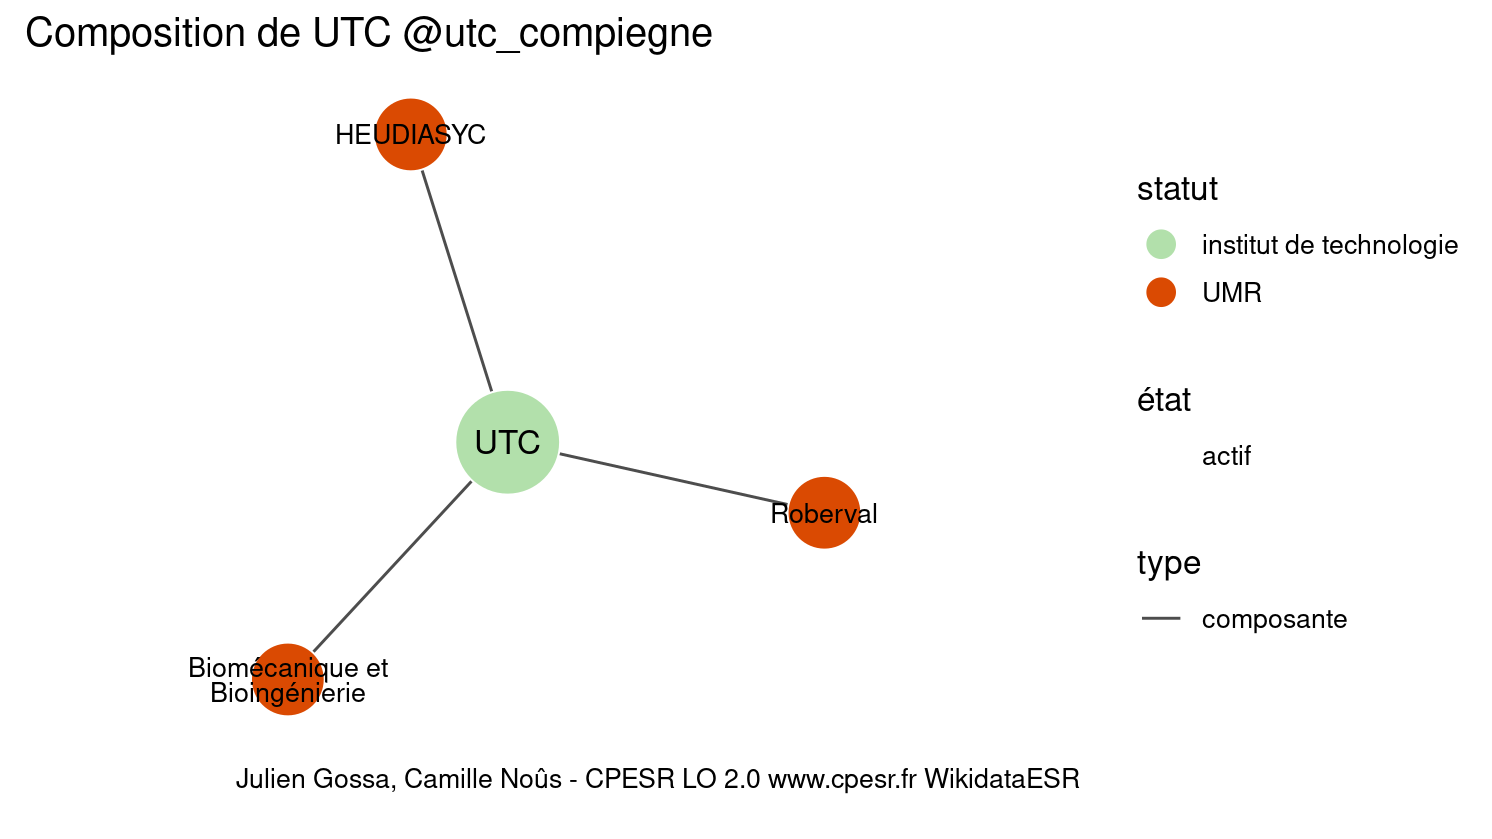 Composition de UTC @utc_compiegne
HEUDIASYC
UTC
Roberval
Biomécanique et
Bioingénierie
statut
institut de technologie
UMR
état
actif
type
composante
Julien Gossa, Camille Noûs - CPESR LO 2.0 www.cpesr.fr WikidataESR